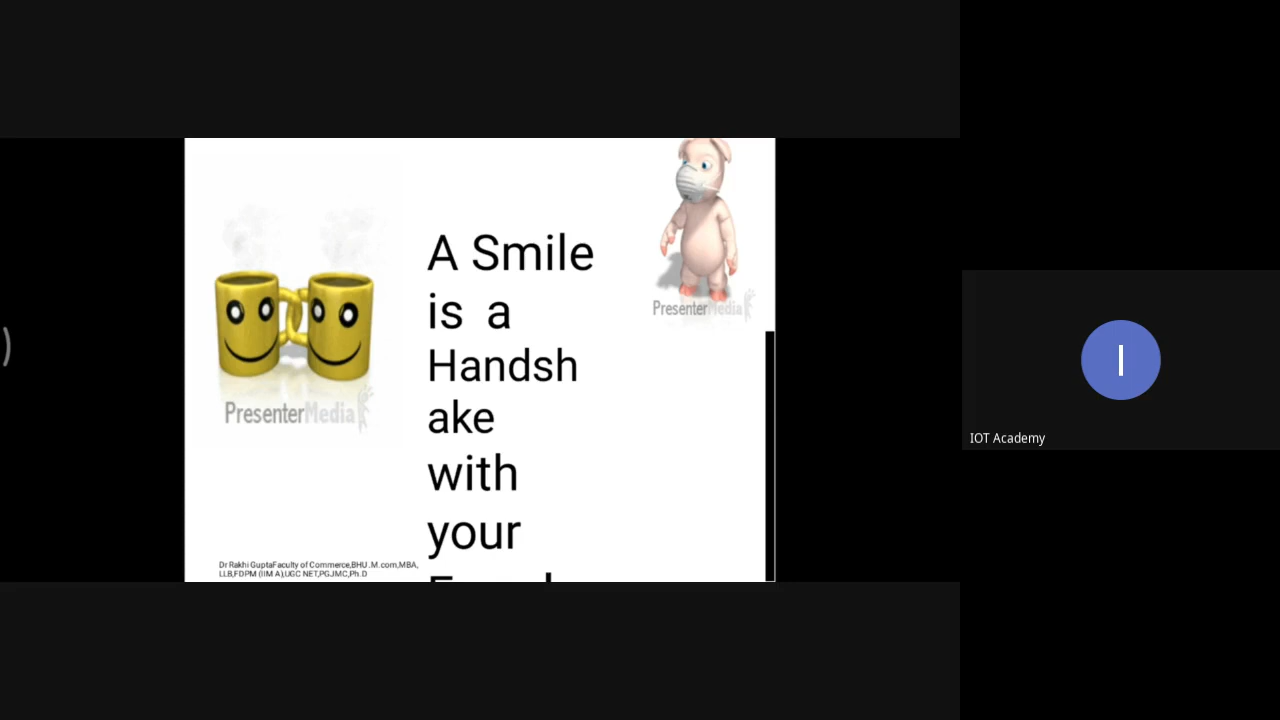 PresenterMedia
A Smile
is a
Handsh
ake
with
your
PresenterMedia
Dr Rakhi GuptaFaculty of Commerce,BHU .M.com,MBA,
LLB,FDPM (IIM A),UGC NET,PGJMC,Ph.D
I
IOT Academy